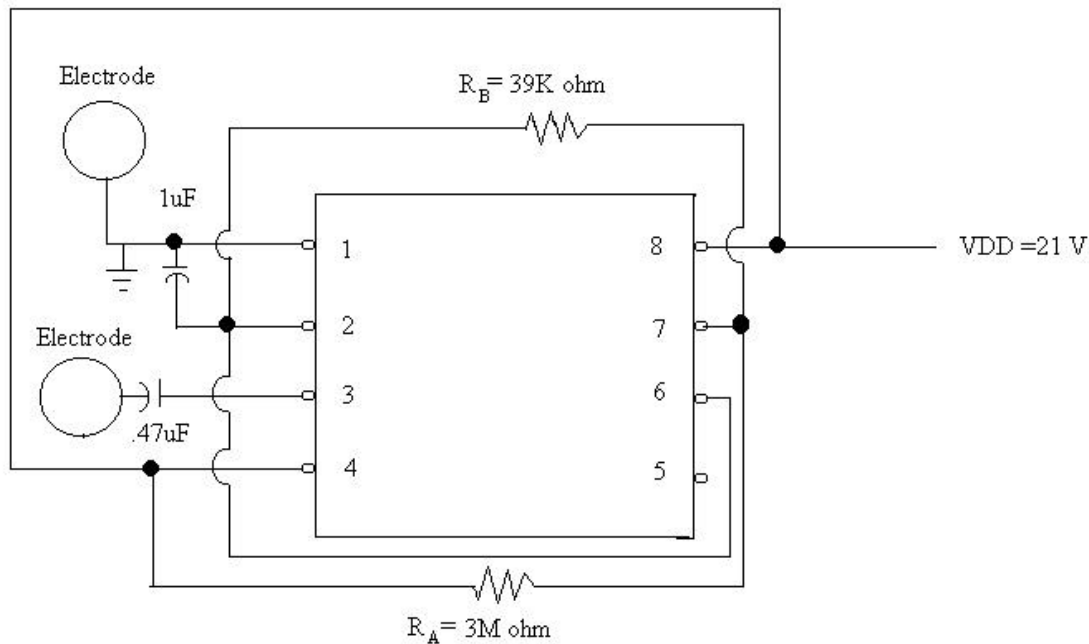 Electrode
R_B= 39K ohm
1uF
1
8
VDD =21 V
2
7
Electrode
3
6
.47uF
4
5
R_A= 3M ohm